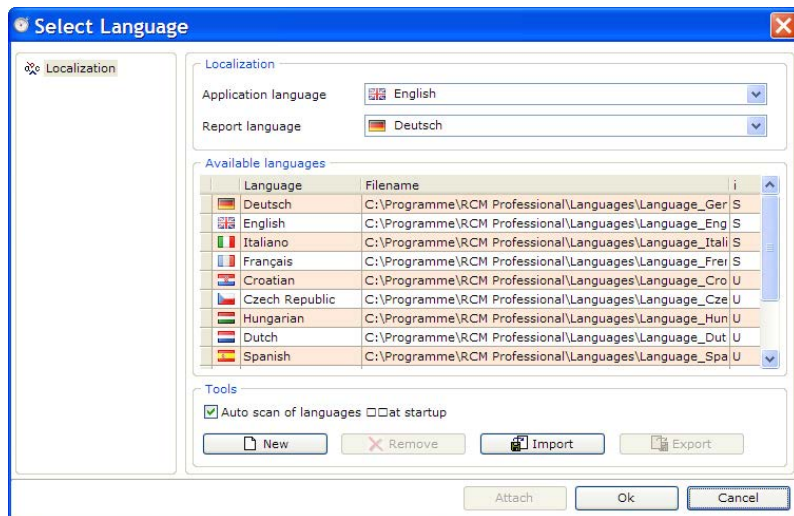 Select Language
Localization
Localization
Application language English
Report language Deutsch
Available languages
Language Filename i
Deutsch C:\Programme\RCM Professional\Languages\Language_Ger S
English C:\Programme\RCM Professional\Languages\Language_Eng S
Italiano C:\Programme\RCM Professional\Languages\Language_Itali S
Français C:\Programme\RCM Professional\Languages\Language_Fren S
Croatian C:\Programme\RCM Professional\Languages\Language_Cro U
Czech Republic C:\Programme\RCM Professional\Languages\Language_Cze U
Hungarian C:\Programme\RCM Professional\Languages\Language_Hun U
Dutch C:\Programme\RCM Professional\Languages\Language_Dut U
Spanish C:\Programme\RCM Professional\Languages\Language_Spa U
Tools
Auto scan of languages □□at startup
New Remove Import Export
Attach Ok Cancel